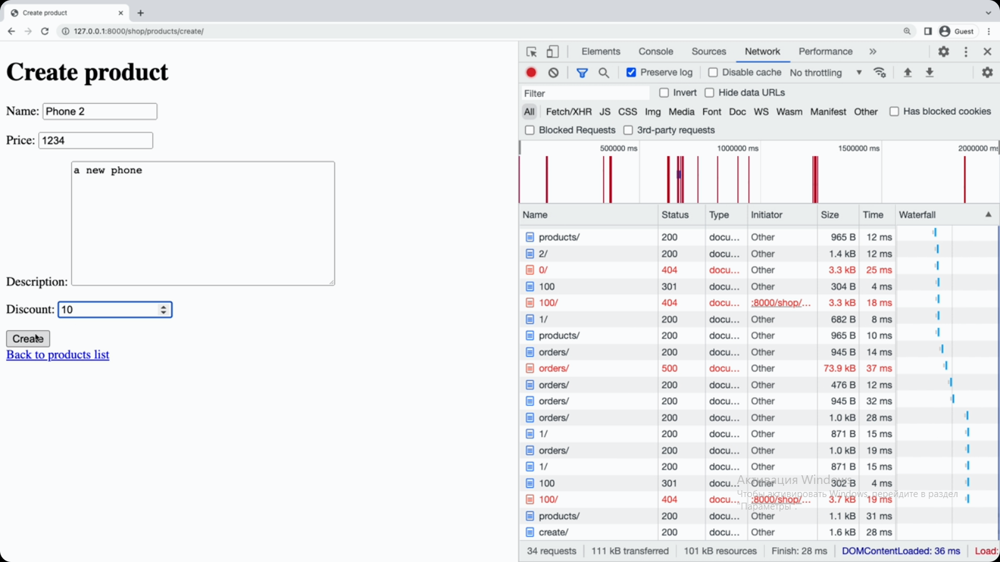 Create product
127.0.0.1:8000/shop/products/create/
Guest
Create product
Name: Phone 2
Price: 1234
Description: a new phone
Discount: 10
Create
Back to products list
Elements Console Sources Network Performance
Preserve log Disable cache No throttling
Filter Invert Hide data URLs
All Fetch/XHR JS CSS Img Media Font Doc WS Wasm Manifest Other Has blocked cookies
Blocked Requests 3rd-party requests
500000 ms 1000000 ms 1500000 ms 2000000 ms
Name Status Type Initiator Size Time Waterfall
products/ 200 docu... Other 965 B 12 ms
2/ 200 docu... Other 1.4 kB 12 ms
0/ 404 docu... Other 3.3 kB 25 ms
100 301 docu... Other 304 B 4 ms
100/ 404 docu... :8000/shop/... 3.3 kB 18 ms
1/ 200 docu... Other 682 B 8 ms
products/ 200 docu... Other 965 B 10 ms
orders/ 200 docu... Other 945 B 14 ms
orders/ 500 docu... Other 73.9 kB 37 ms
orders/ 200 docu... Other 476 B 12 ms
orders/ 200 docu... Other 945 B 32 ms
orders/ 200 docu... Other 1.0 kB 28 ms
1/ 200 docu... Other 871 B 15 ms
orders/ 200 docu... Other 1.0 kB 19 ms
1/ 200 docu... Other 871 B 15 ms
100 301 docu... Other 302 B 4 ms
100/ 404 docu... :8000/shop/... 3.7 kB 19 ms
products/ 200 docu... Other 1.1 kB 31 ms
create/ 200 docu... Other 1.6 kB 28 ms
Активация Windows
Чтобы активировать Windows, перейдите в раздел
"Параметры".
34 requests 111 kB transferred 101 kB resources Finish: 28 ms DOMContentLoaded: 36 ms Load: